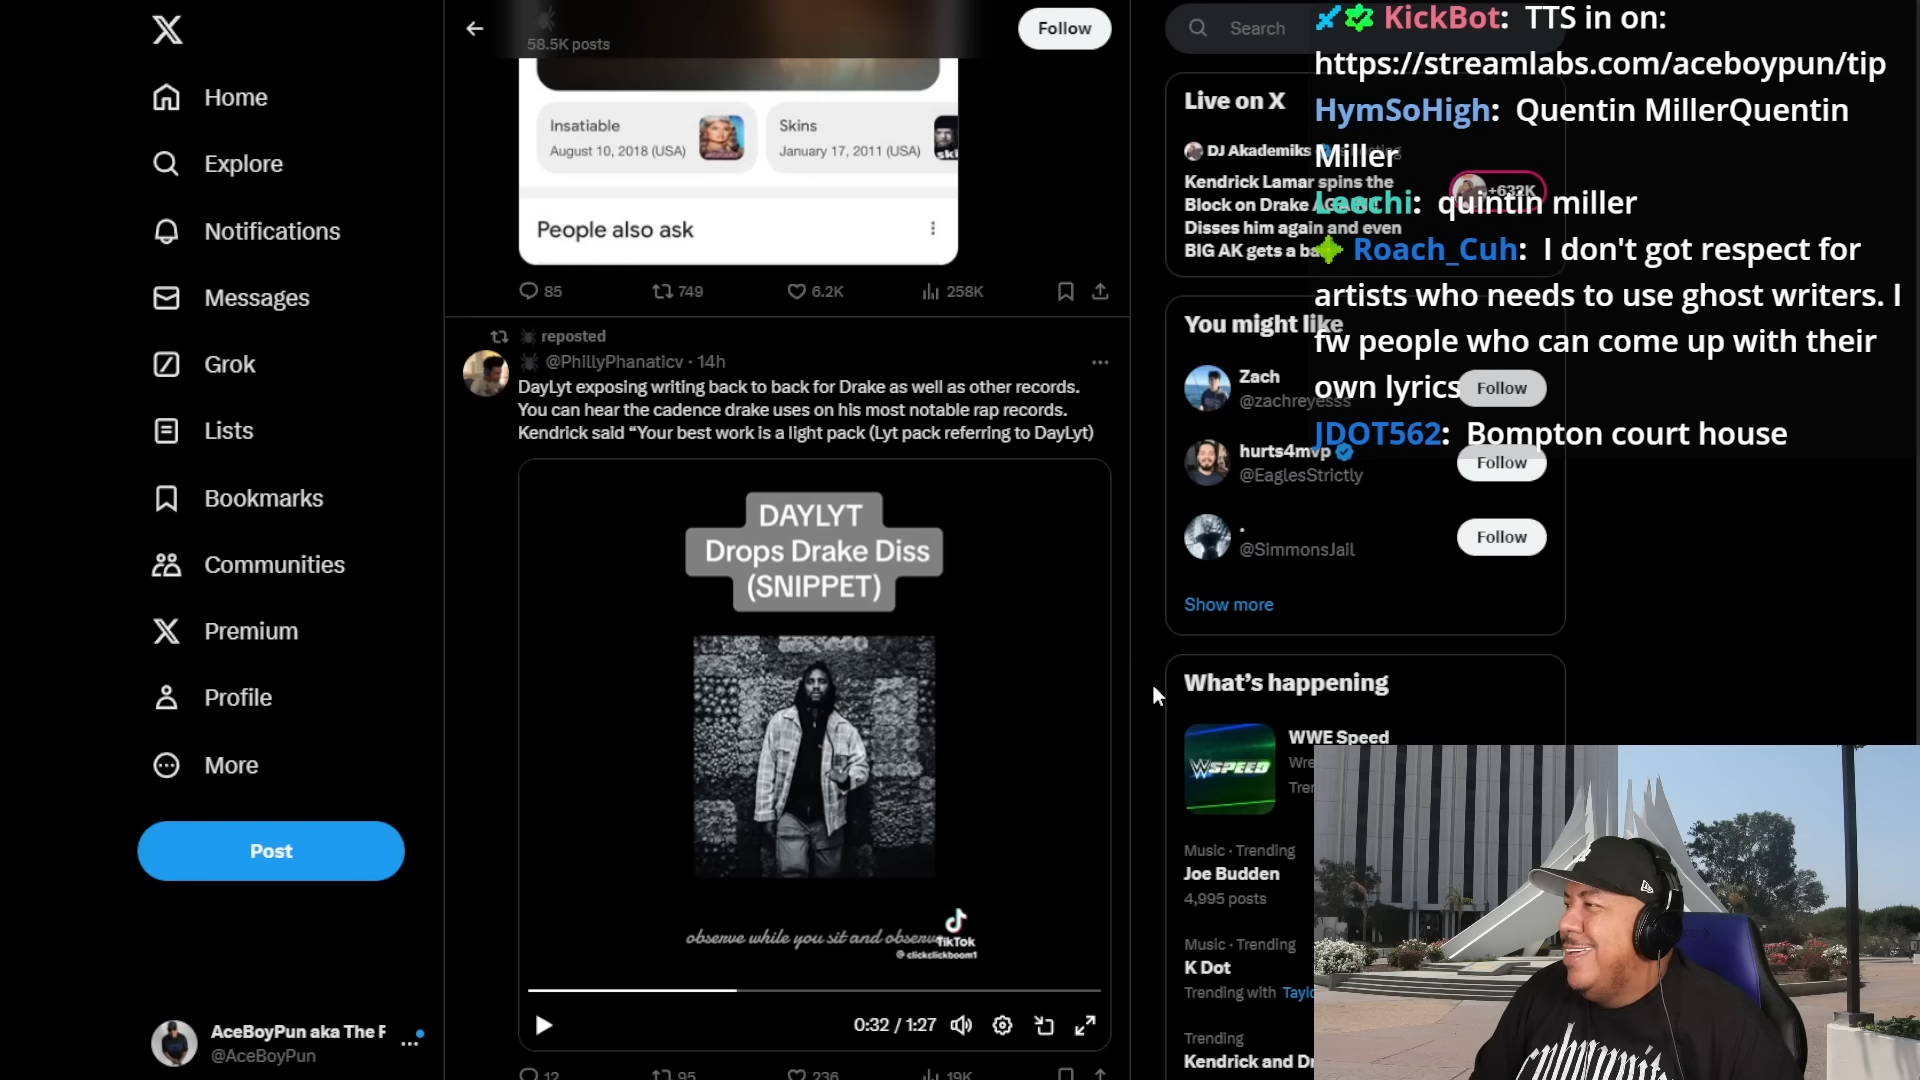 Home
Explore
Notifications
Messages
Grok
Lists
Bookmarks
Communities
Premium
Profile
More
Post
AceBoyPun aka The
@AceBoyPun
58.5K posts
Follow
Insatiable
August 10, 2018 (USA)
Skins
January 17, 2011 (USA)
People also ask
85
749
6.2K
258K
reposted
@PhillyPhanaticv · 14h
DayLyt exposing writing back to back for Drake as well as other records.
You can hear the cadence drake uses on his most notable rap records.
Kendrick said “Your best work is a light pack (Lyt pack referring to DayLyt)
DAYLYT
Drops Drake Diss
(SNIPPET)
observe while you sit and observe
TikTok
@clickclickboom1
0:32 / 1:27
12
95
236
19K
Search
Live on X
DJ Akademiks
Kendrick Lamar spins the
Block on Drake
Disses him again and even
BIG AK gets a
+632K
You might like
Zach
@zachreyesss
Follow
hurts4mvp
@EaglesStrictly
Follow
.
@SimmonsJail
Follow
Show more
What’s happening
WWE Speed
WSPEED
Music · Trending
Joe Budden
4,995 posts
Music · Trending
K Dot
Trending with
Trending
Kendrick and
KickBot: TTS in on:
https://streamlabs.com/aceboypun/tip
HymSoHigh: Quentin MillerQuentin
Miller
Leechi: quintin miller
Roach_Cuh: I don't got respect for
artists who needs to use ghost writers. I
fw people who can come up with their
own lyrics
JDOT562: Bompton court house